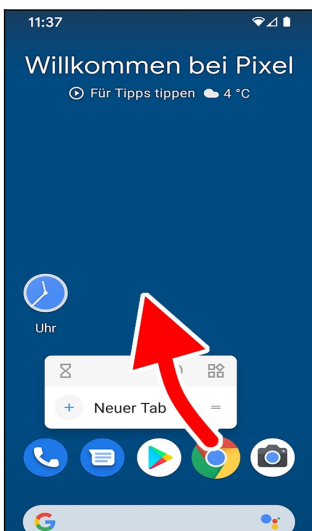 11:37
Willkommen bei Pixel
Für Tipps tippen 4 °C
Uhr
Neuer Tab